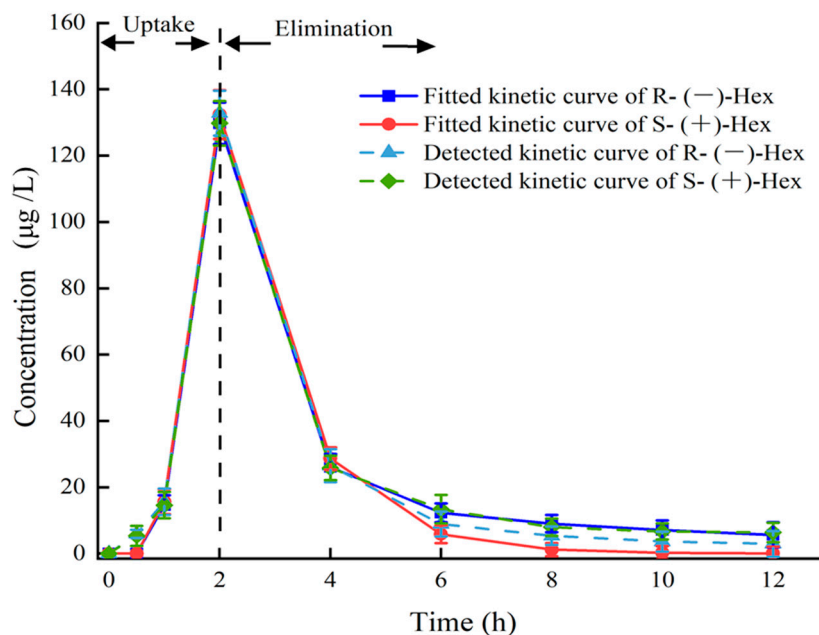 Uptake Elimination
160
140
120
100
80
60
40
20
0
Concentration (μg /L)
Fitted kinetic curve of R- (−)-Hex
Fitted kinetic curve of S- (+)-Hex
Detected kinetic curve of R- (−)-Hex
Detected kinetic curve of S- (+)-Hex
0 2 4 6 8 10 12
Time (h)